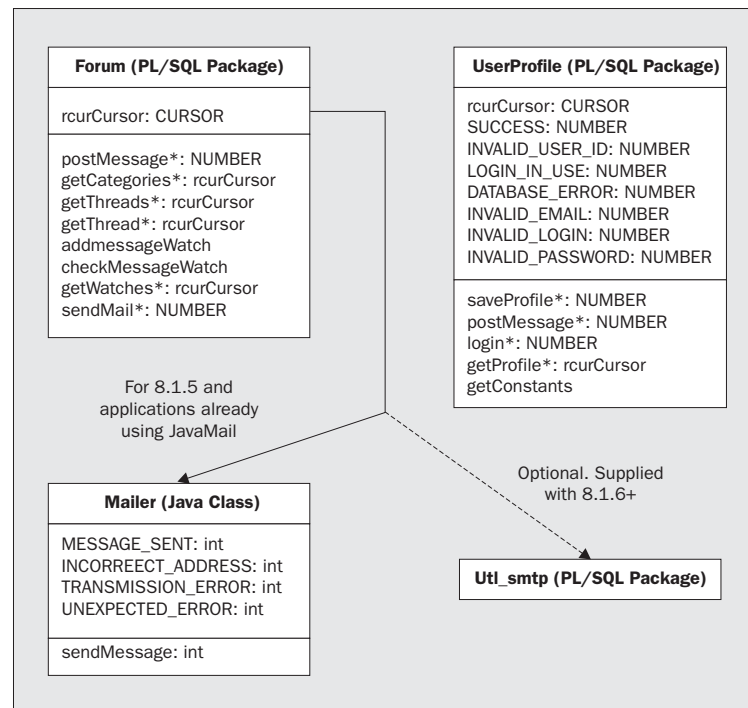 Forum (PL/SQL Package)
rcurCursor: CURSOR
postMessage*: NUMBER
getCategories*: rcurCursor
getThreads*: rcurCursor
getThread*: rcurCursor
addmessageWatch
checkMessageWatch
getWatches*: rcurCursor
sendMail*: NUMBER
UserProfile (PL/SQL Package)
rcurCursor: CURSOR
SUCCESS: NUMBER
INVALID_USER_ID: NUMBER
LOGIN_IN_USE: NUMBER
DATABASE_ERROR: NUMBER
INVALID_EMAIL: NUMBER
INVALID_LOGIN: NUMBER
INVALID_PASSWORD: NUMBER
saveProfile*: NUMBER
postMessage*: NUMBER
login*: NUMBER
getProfile*: rcurCursor
getConstants
For 8.1.5 and
applications already
using JavaMail
Optional. Supplied
with 8.1.6+
Mailer (Java Class)
MESSAGE_SENT: int
INCORREECT_ADDRESS: int
TRANSMISSION_ERROR: int
UNEXPECTED_ERROR: int
sendMessage: int
Utl_smtp (PL/SQL Package)